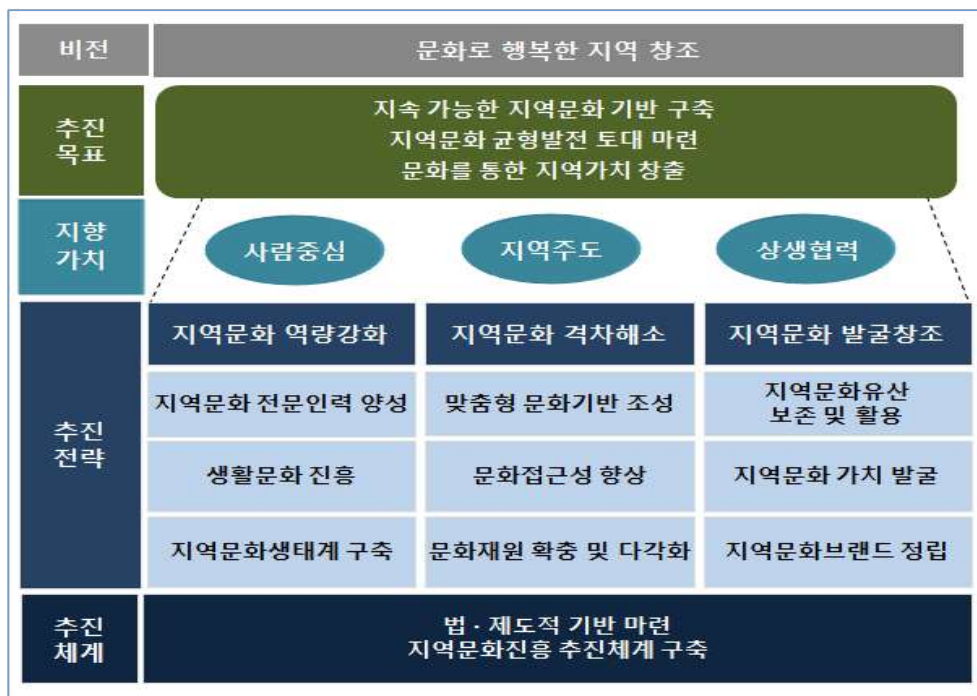 비전
문화로 행복한 지역 창조
추진
목표
지속 가능한 지역문화 기반 구축
지역문화 균형발전 토대 마련
문화를 통한 지역가치 창출
지향
가치
사람중심
지역주도
상생협력
추진
전략
지역문화 역량강화
지역문화 격차해소
지역문화 발굴창조
지역문화 전문인력 양성
맞춤형 문화기반 조성
지역문화유산
보존 및 활용
생활문화 진흥
문화접근성 향상
지역문화 가치 발굴
지역문화생태계 구축
문화재원 확충 및 다각화
지역문화브랜드 정립
추진
체계
법·제도적 기반 마련
지역문화진흥 추진체계 구축